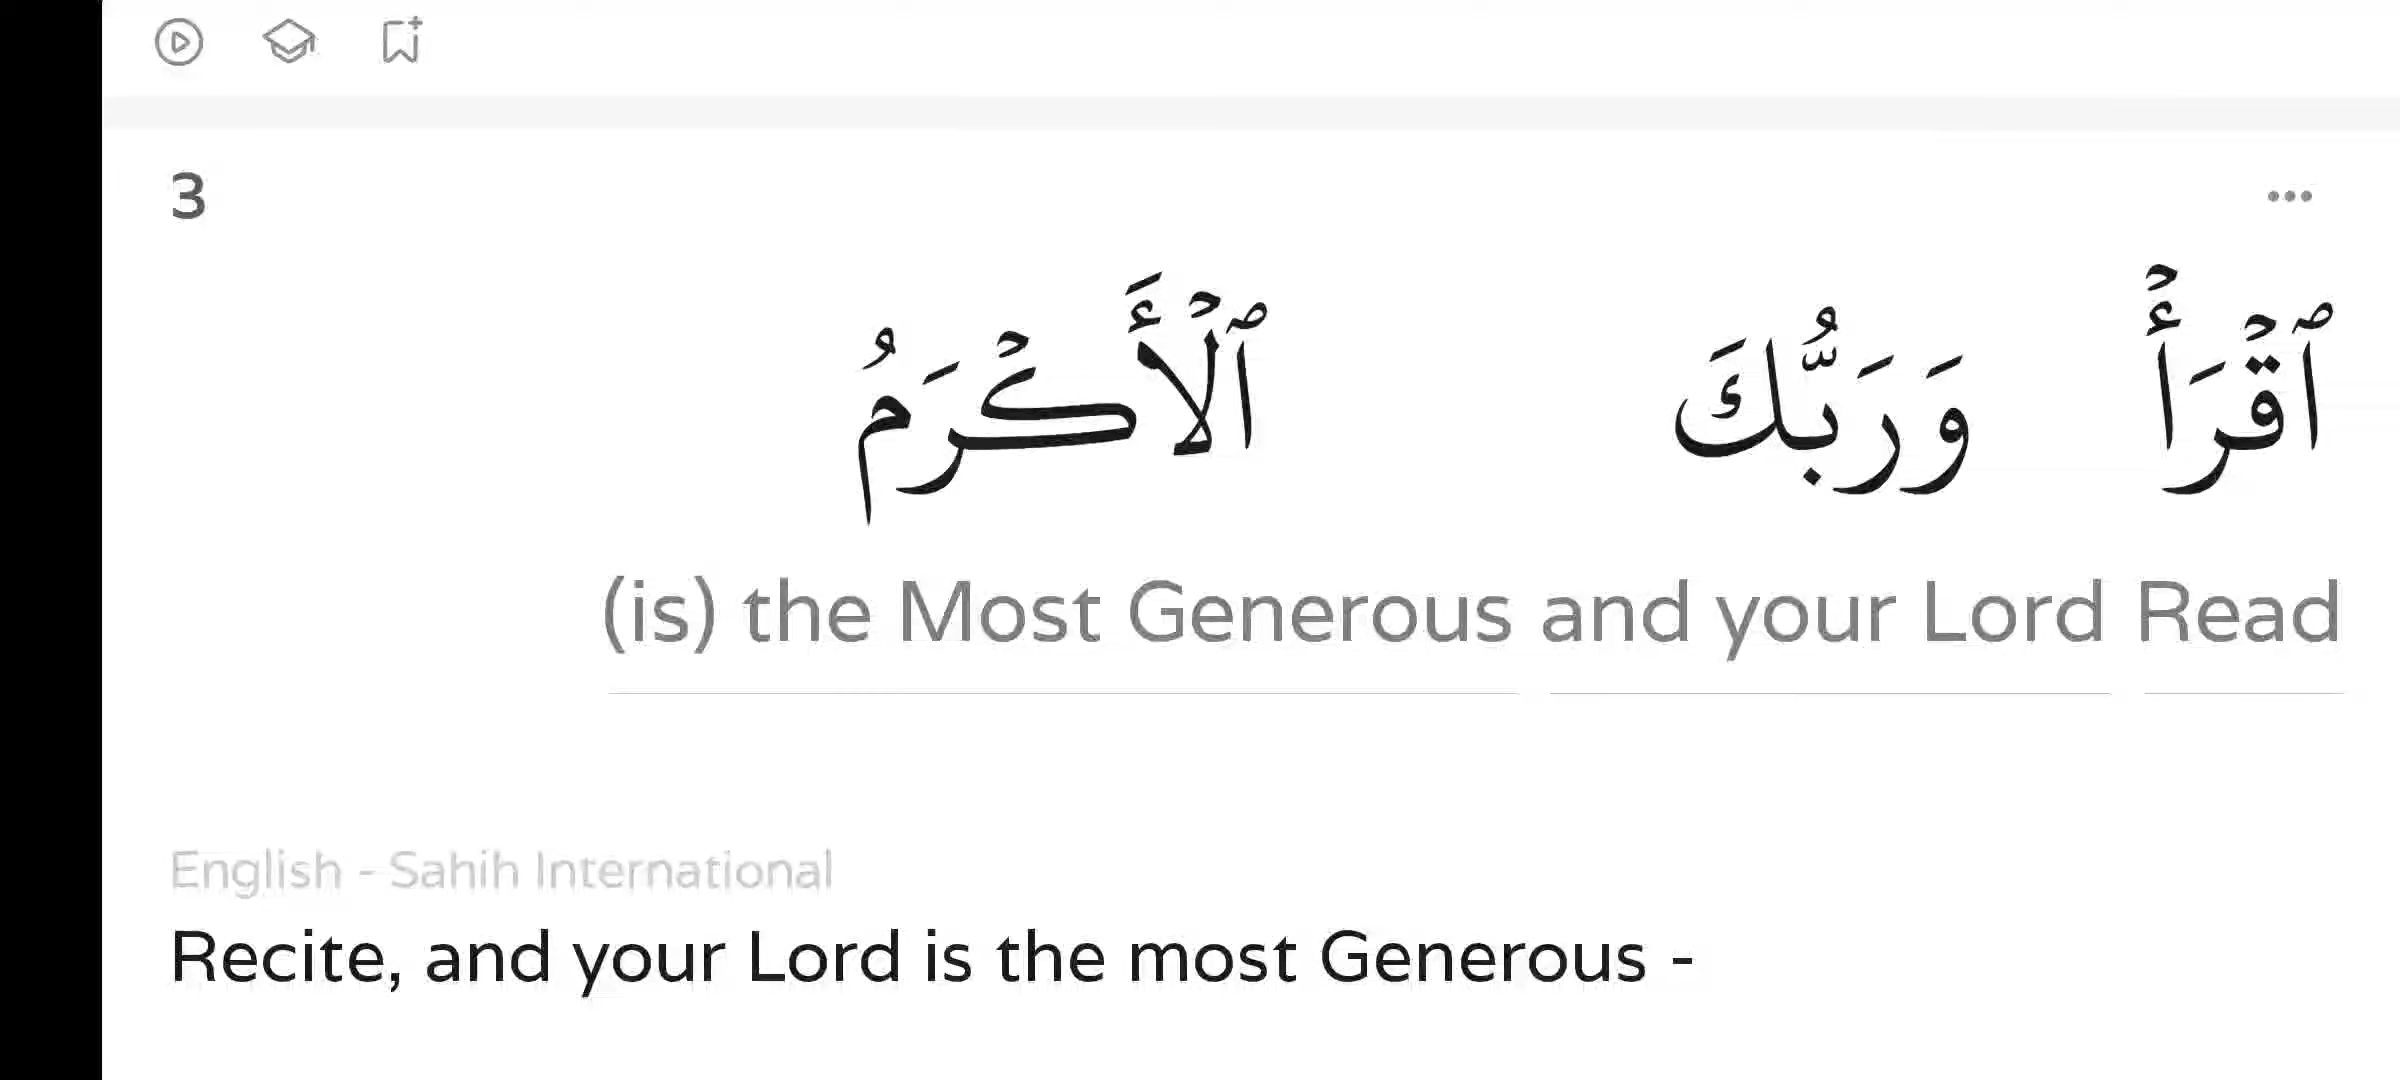 3
ٱقۡرَأۡ وَرَبُّكَ ٱلۡأَكۡرَمُ
(is) the Most Generous and your Lord Read
English - Sahih International
Recite, and your Lord is the most Generous -